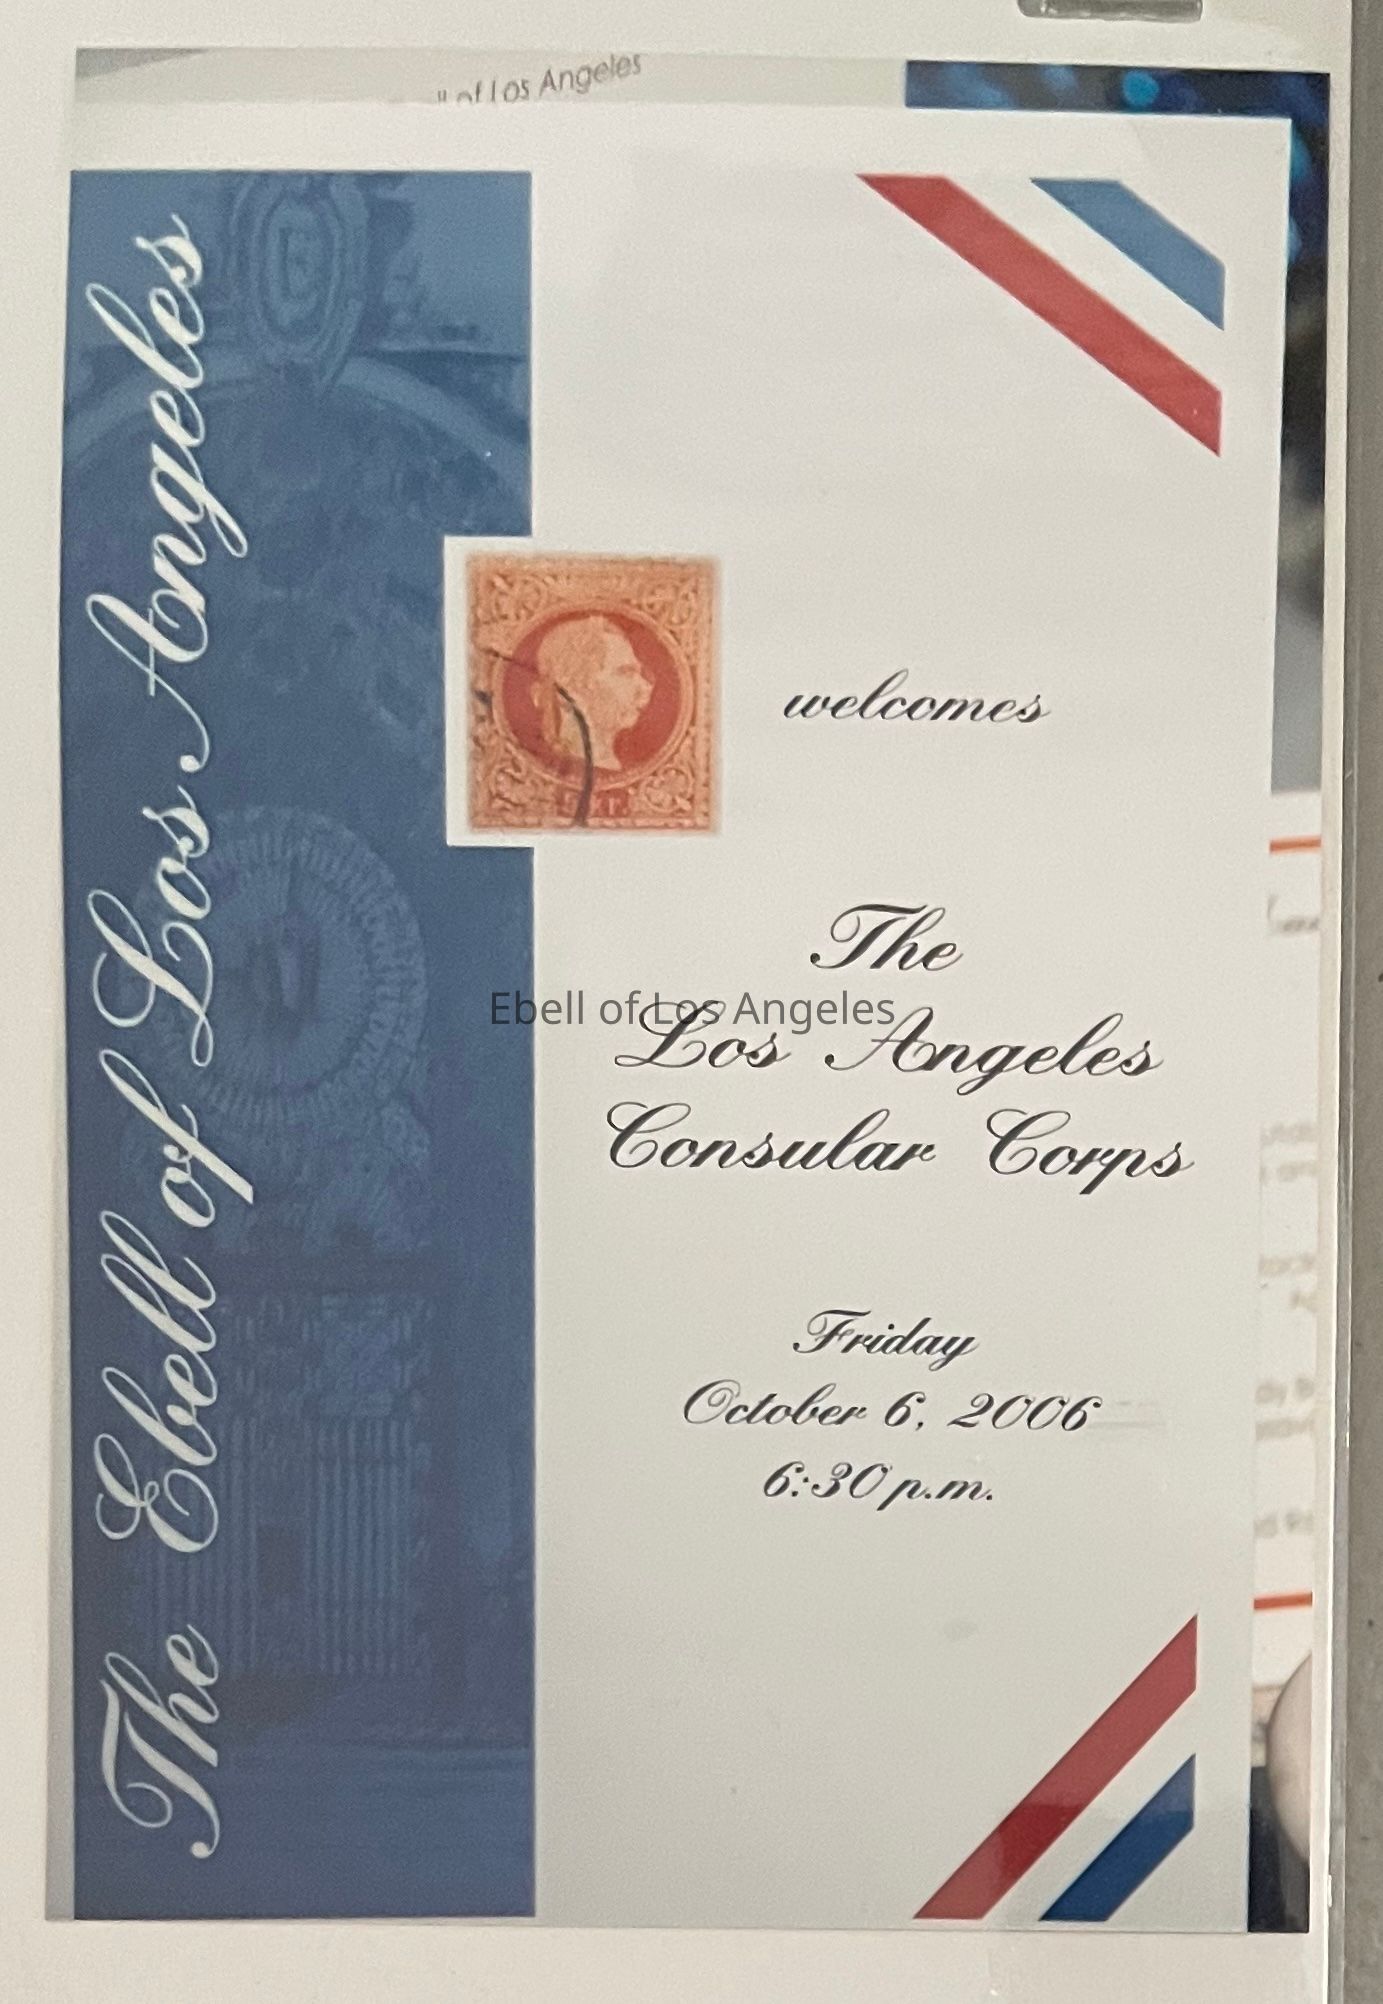 of Los Angeles
The Ebell of Los Angeles
welcomes
The
Los Angeles
Consular Corps
Friday
October 6, 2006
6:30 p.m.
Ebell of Los Angeles